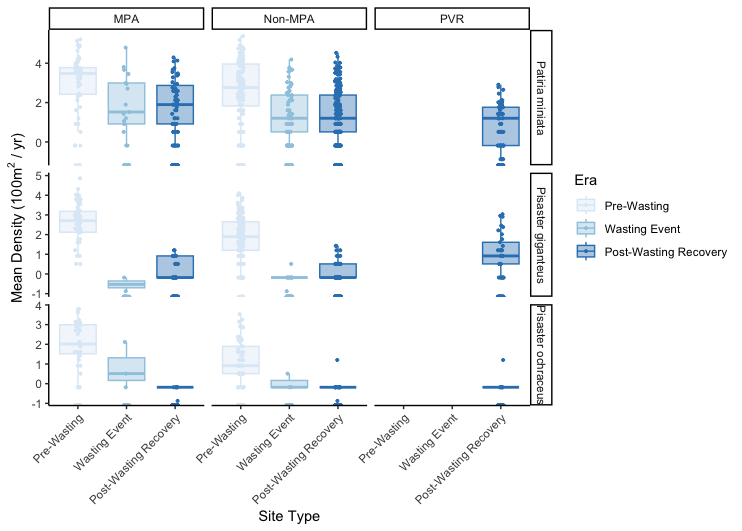 MPA Non-MPA PVR
Mean Density (100m² / yr)
4
2
0
Patiria miniata
5
4
3
2
1
0
-1
Pisaster giganteus
4
3
2
1
0
-1
Pisaster ochraceus
Pre-Wasting Wasting Event Post-Wasting Recovery Pre-Wasting Wasting Event Post-Wasting Recovery Pre-Wasting Wasting Event Post-Wasting Recovery
Site Type
Era
Pre-Wasting
Wasting Event
Post-Wasting Recovery